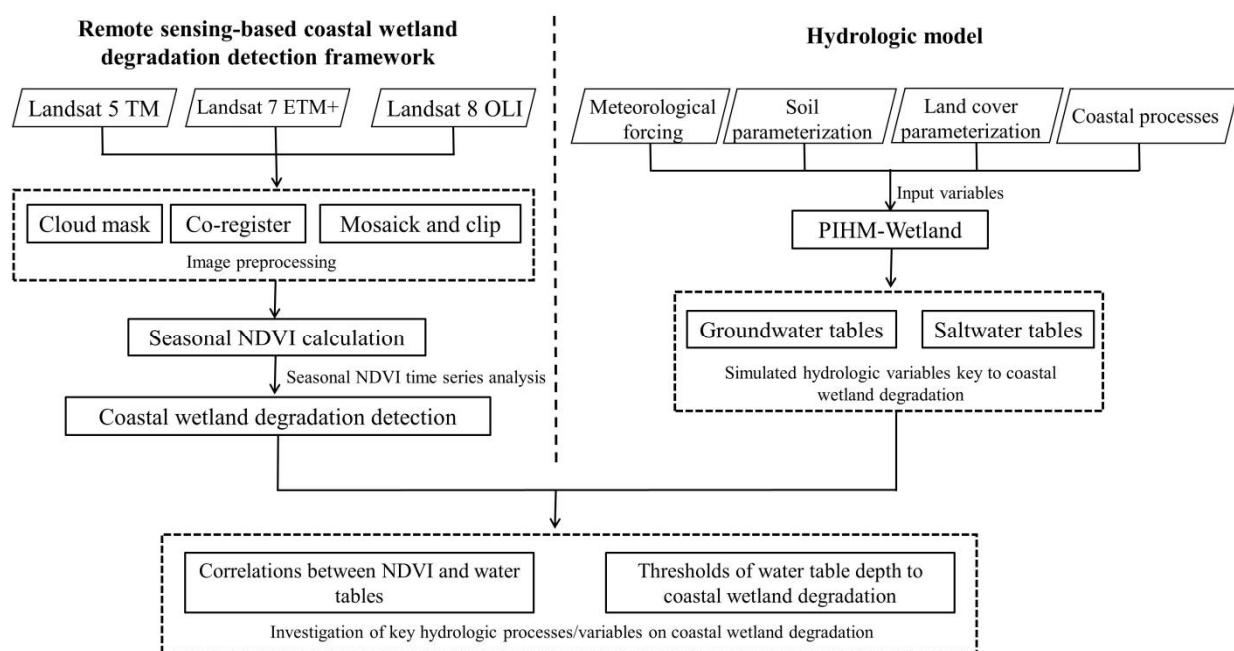 Remote sensing-based coastal wetland
degradation detection framework
Landsat 5 TM
Landsat 7 ETM+
Landsat 8 OLI
Cloud mask
Co-register
Mosaick and clip
Image preprocessing
Seasonal NDVI calculation
Seasonal NDVI time series analysis
Coastal wetland degradation detection
Hydrologic model
Meteorological
forcing
Soil
parameterization
Land cover
parameterization
Coastal processes
Input variables
PIHM-Wetland
Groundwater tables
Saltwater tables
Simulated hydrologic variables key to coastal
wetland degradation
Correlations between NDVI and water
tables
Thresholds of water table depth to
coastal wetland degradation
Investigation of key hydrologic processes/variables on coastal wetland degradation